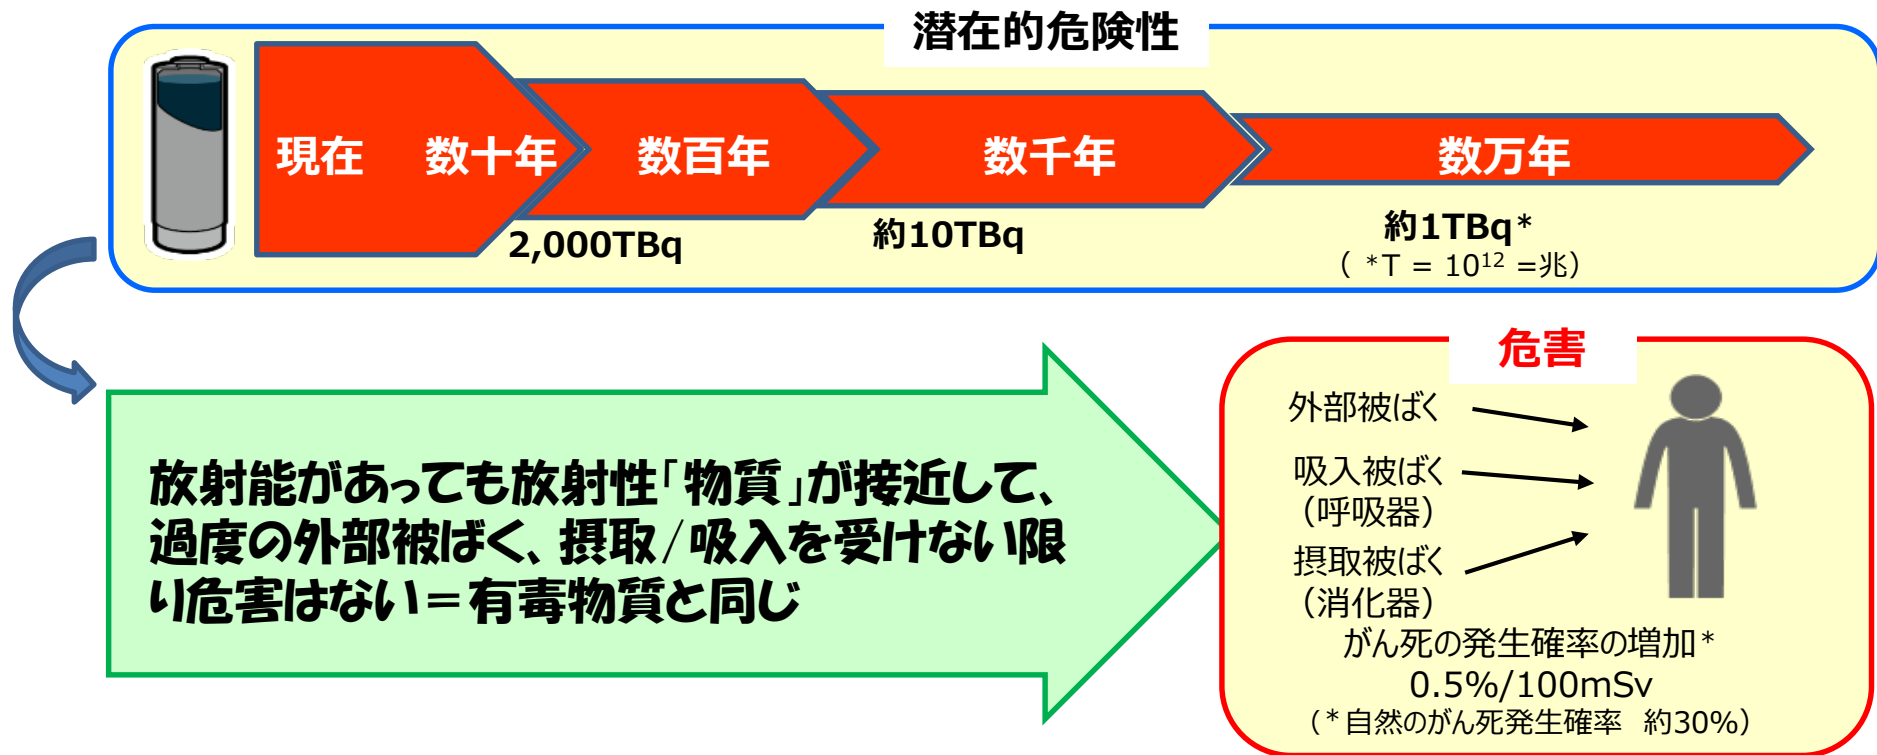 潜在的危険性
現在 数十年 数百年 数千年 数万年
2,000TBq 約10TBq 約1TBq*
( *T = 10¹² =兆)
放射能があっても放射性「物質」が接近して、
過度の外部被ばく、摂取/吸入を受けない限
り危害はない=有毒物質と同じ
危害
外部被ばく
吸入被ばく
(呼吸器)
摂取被ばく
(消化器)
がん死の発生確率の増加*
0.5%/100mSv
(*自然のがん死発生確率 約30%)